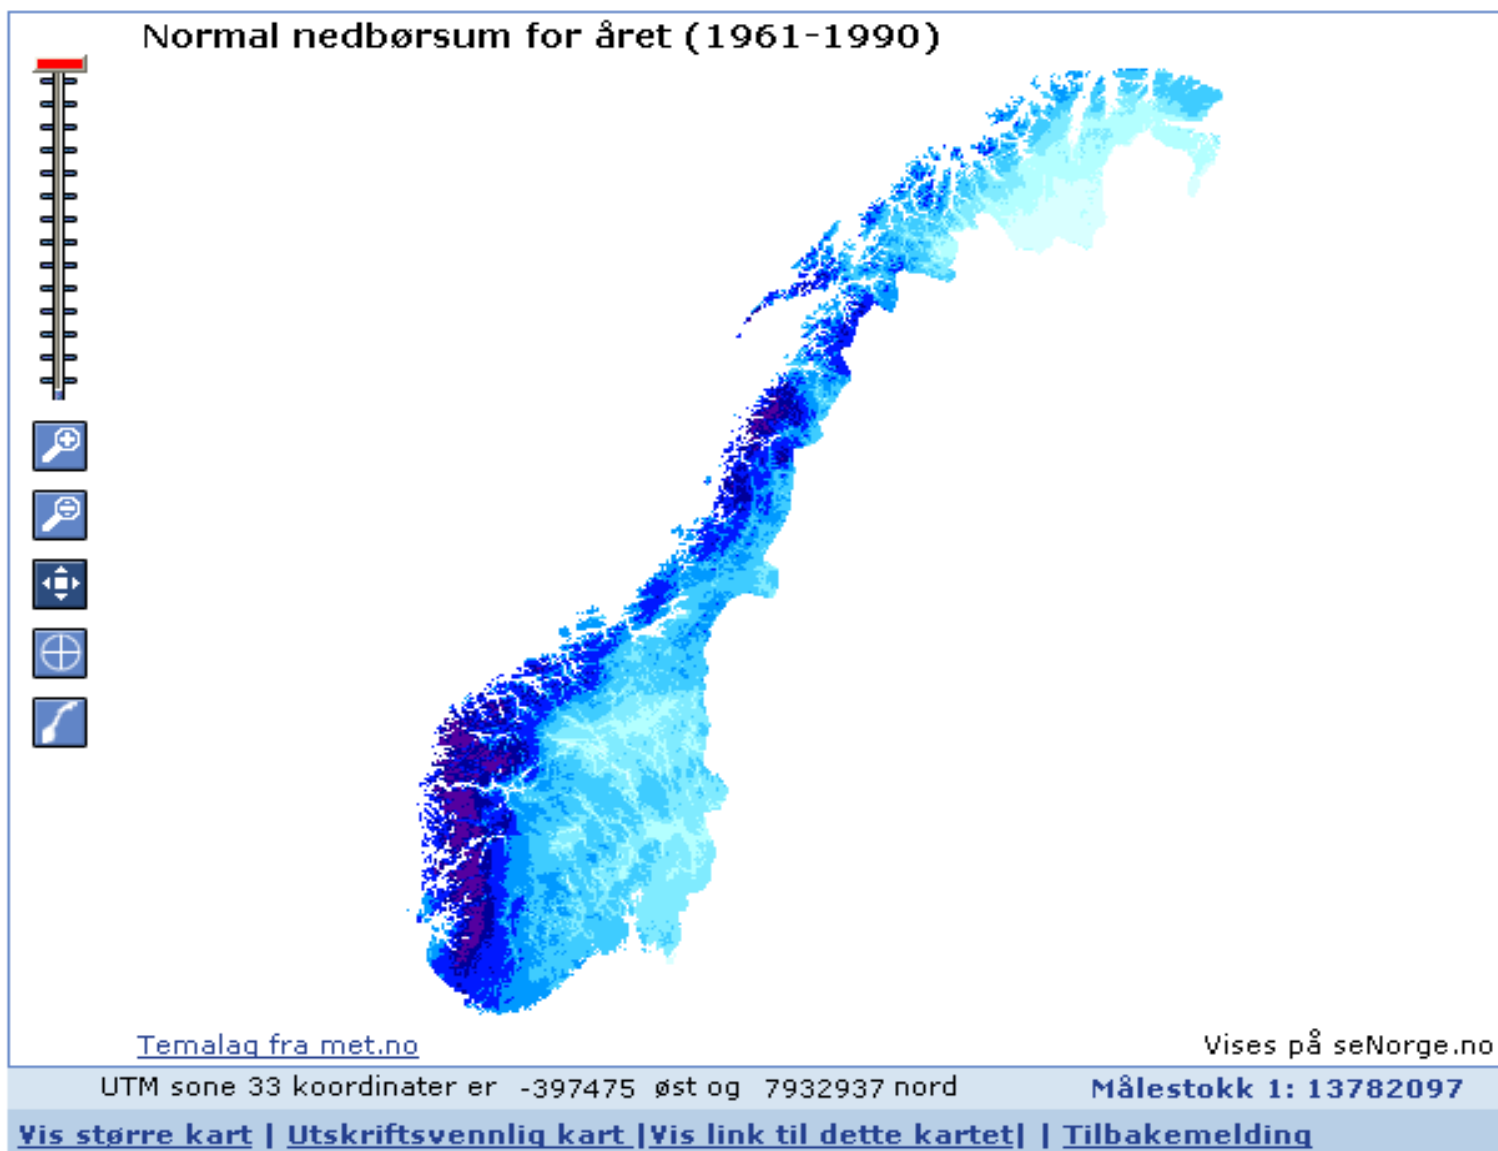 Normal nedbørsum for året (1961-1990)
Temalag fra met.no
Vises på seNorge.no
UTM sone 33 koordinater er -397475 øst og 7932937 nord
Målestokk 1: 13782097
Vis større kart | Utskriftsvennlig kart |Vis link til dette kartet| | Tilbakemelding